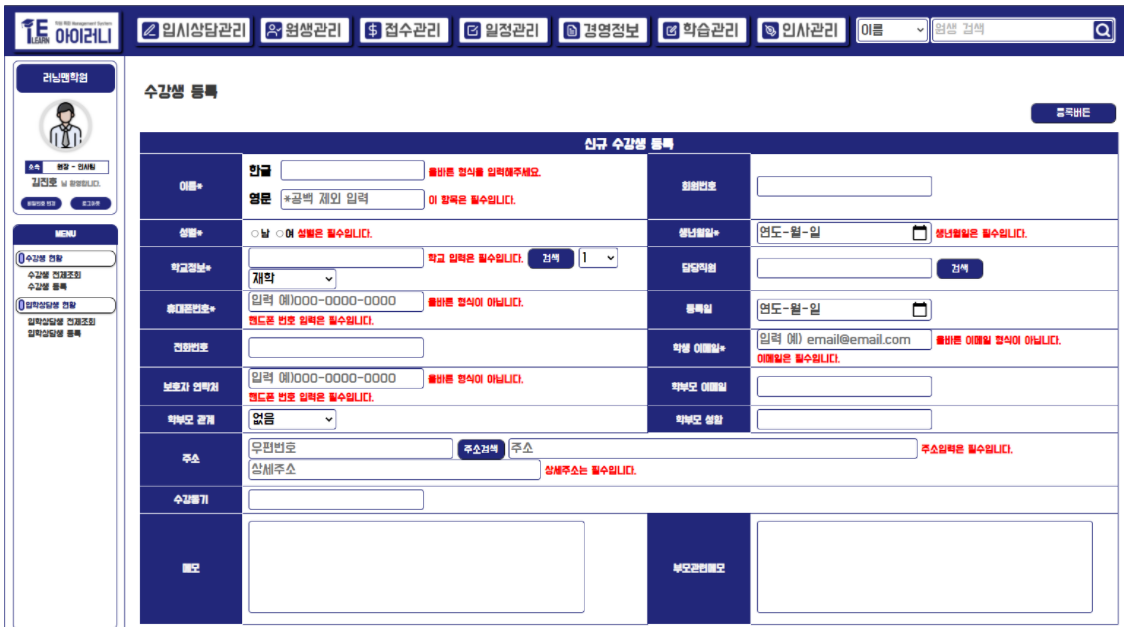 1E 학원 회원 Management System
LEARN 아이러니
입시상담관리 원생관리 접수관리 일정관리 경영정보 학습관리 인사관리 이름 원생 검색
러닝맨학원
소속 원장 - 인사팀
김진호 님 환영합니다.
비밀번호 변경 로그아웃
MENU
수강생 현황
수강생 전체조회
수강생 등록
입학상담생 현황
입학상담생 전체조회
입학상담생 등록
수강생 등록
등록버튼
신규 수강생 등록
이름* 한글 올바른 형식을 입력해주세요. 회원번호
영문 *공백 제외 입력 이 항목은 필수입니다.
성별* 남 여 성별은 필수입니다. 생년월일* 연도-월-일 생년월일은 필수입니다.
학교정보* 학교 입력은 필수입니다. 검색 1 담당직원 검색
재학
휴대폰번호* 입력 예)000-0000-0000 올바른 형식이 아닙니다. 등록일 연도-월-일
핸드폰 번호 입력은 필수입니다.
전화번호 학생 이메일* 입력 예) email@email.com 올바른 이메일 형식이 아닙니다.
이메일은 필수입니다.
보호자 연락처 입력 예)000-0000-0000 올바른 형식이 아닙니다. 학부모 이메일
핸드폰 번호 입력은 필수입니다.
학부모 관계 없음 학부모 성함
주소 우편번호 주소검색 주소 주소입력은 필수입니다.
상세주소 상세주소는 필수입니다.
수강동기
메모 부모관련메모